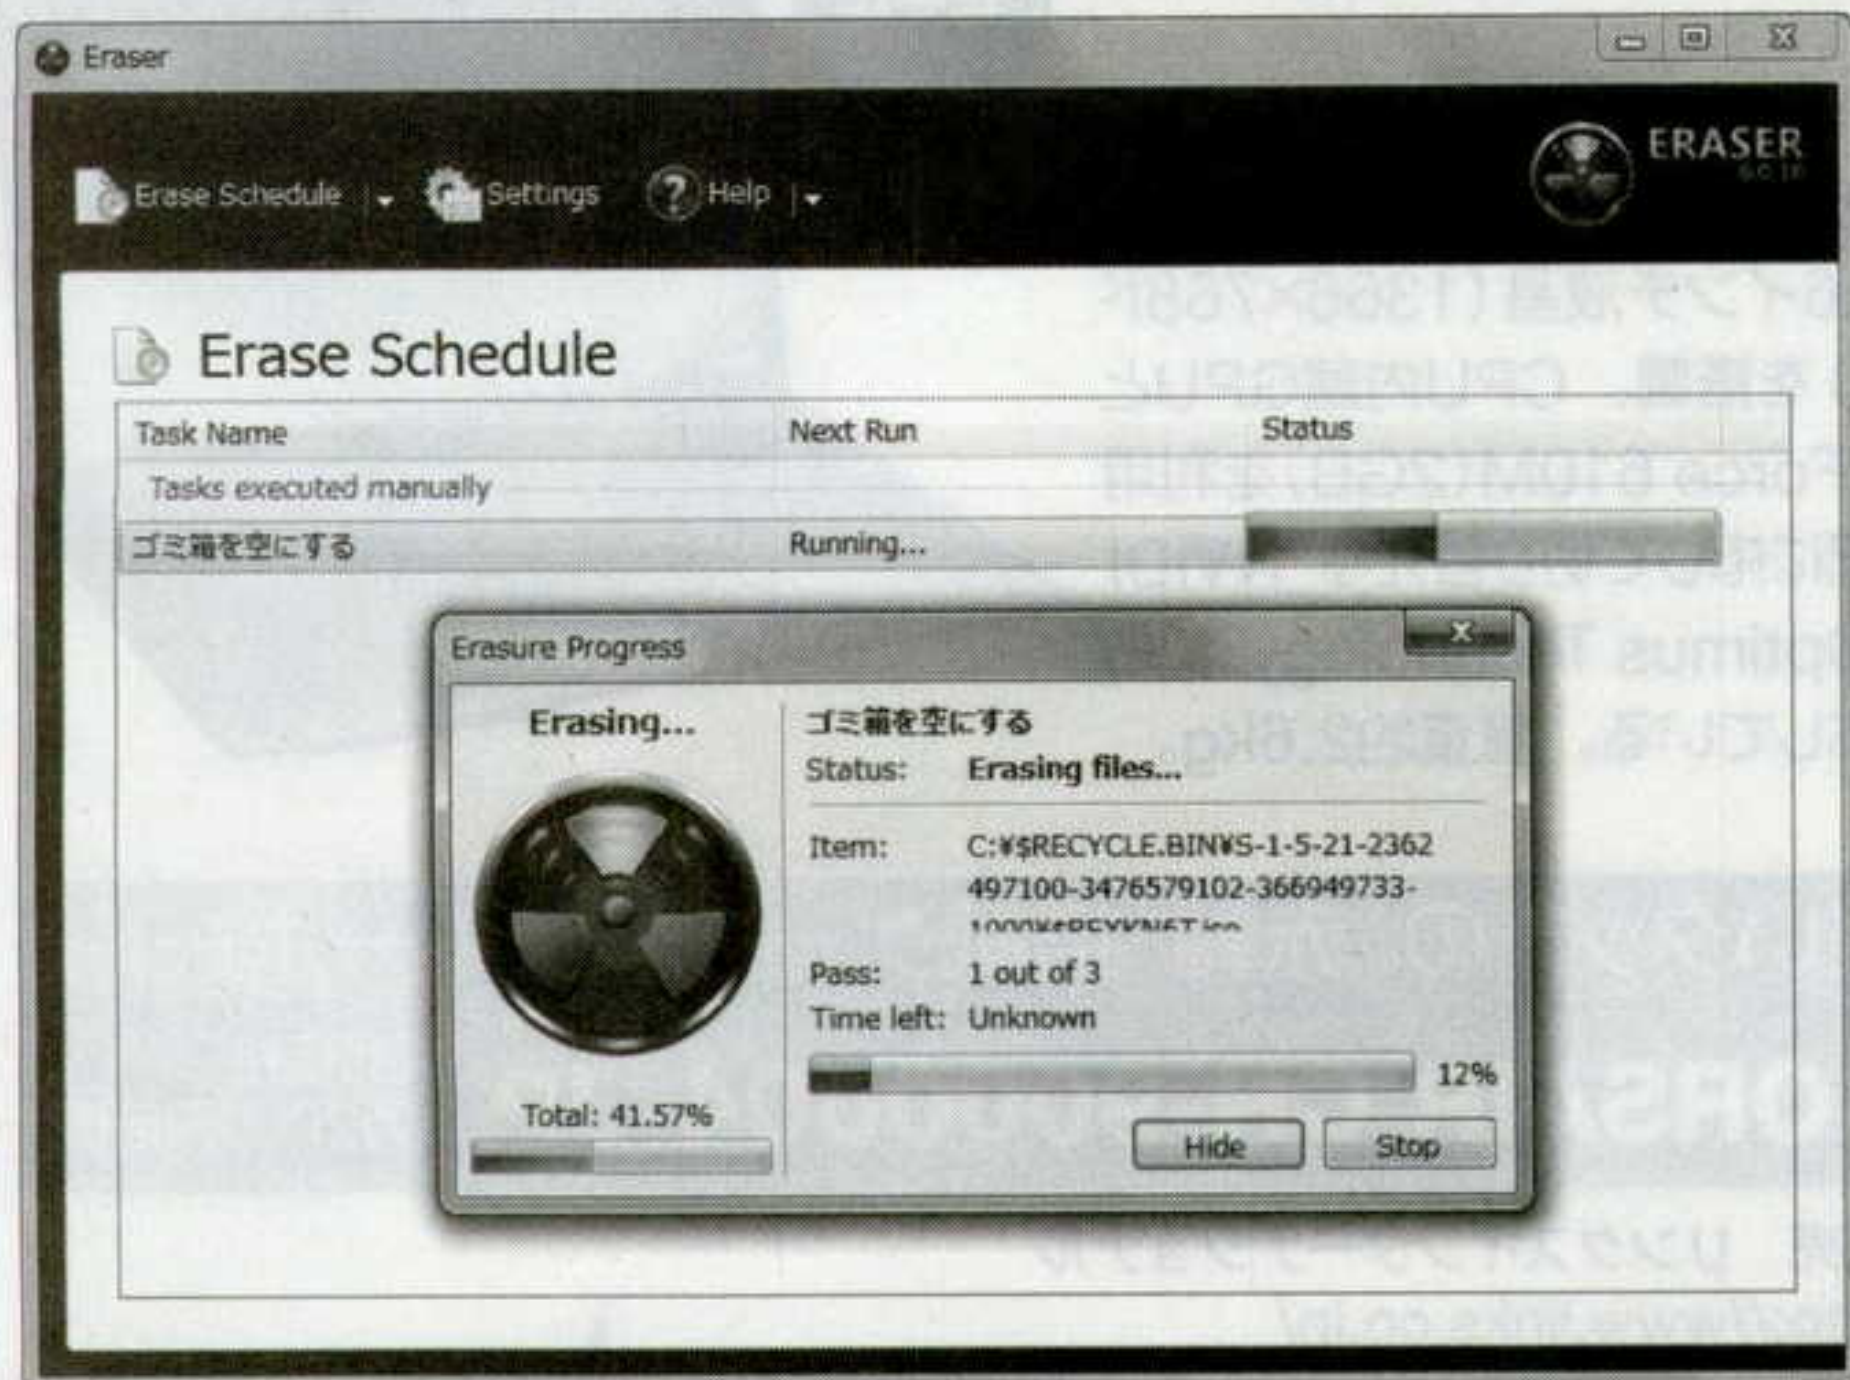 Eraser
Erase Schedule
Settings
Help
ERASER
Erase Schedule
Task Name Next Run Status
Tasks executed manually
ゴミ箱を空にする Running...
Erasure Progress
Erasing...
Total: 41.57%
ゴミ箱を空にする
Status: Erasing files...
Item: C:¥$RECYCLE.BIN¥S-1-5-21-2362
497100-3476579102-366949733-
Pass: 1 out of 3
Time left: Unknown
12%
Hide Stop